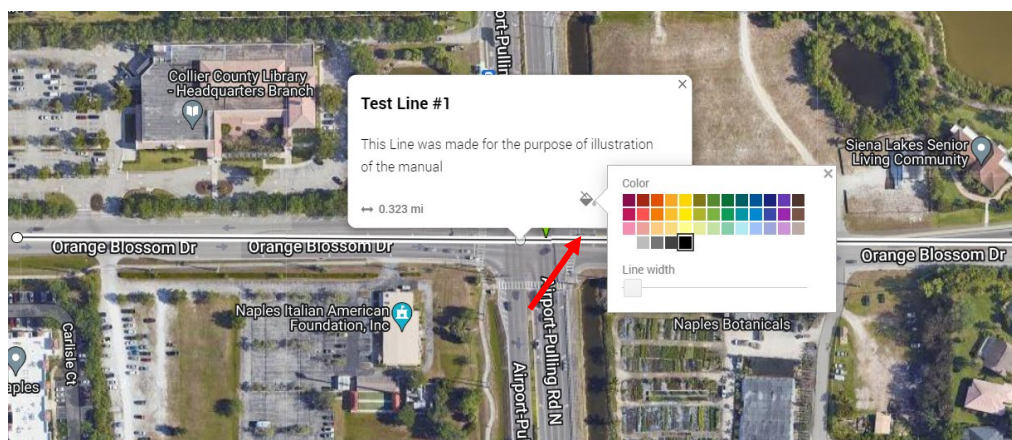 ort-Pullin
Collier County Library
- Headquarters Branch
Test Line #1
This Line was made for the purpose of illustration
of the manual
0.323 mi
Siena Lakes Senior
Living Community
Color
Line width
Orange Blossom Dr
Orange Blossom Dr
Orange Blossom Dr
Naples Italian American
Foundation, Inc
Airport-Pulling Rd N
Airport-Pu
Naples Botanicals
Carlisle Ct
aples